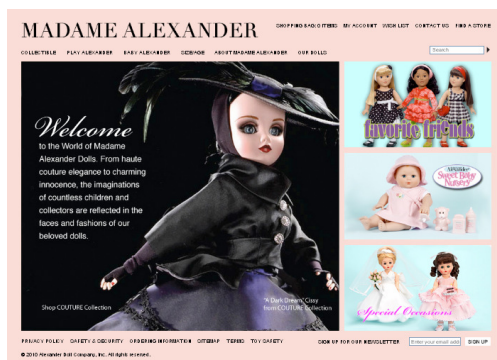 MADAME ALEXANDER
SHOPPING BAG: 0 ITEMS MY ACCOUNT WISH LIST CONTACT US FIND A STORE
Search
COLLECTIBLE PLAY ALEXANDER BABY ALEXANDER SIZE/AGE ABOUT MADAME ALEXANDER OUR DOLLS
Welcome
to the World of Madame
Alexander Dolls. From haute
couture elegance to charming
innocence, the imaginations
of countless children and
collectors are reflected in the
faces and fashions of our
beloved dolls.
Shop COUTURE Collection
"A Dark Dream" Cissy
from COUTURE Collection
favorite friends
Sweet Baby
Nursery
Special Occasions
PRIVACY POLICY SAFETY & SECURITY ORDERING INFORMATION SITEMAP TERMS TOY SAFETY
SIGN UP FOR OUR NEWSLETTER Enter your email add SIGN UP
© 2010 Alexander Doll Company, Inc. All rights reserved.